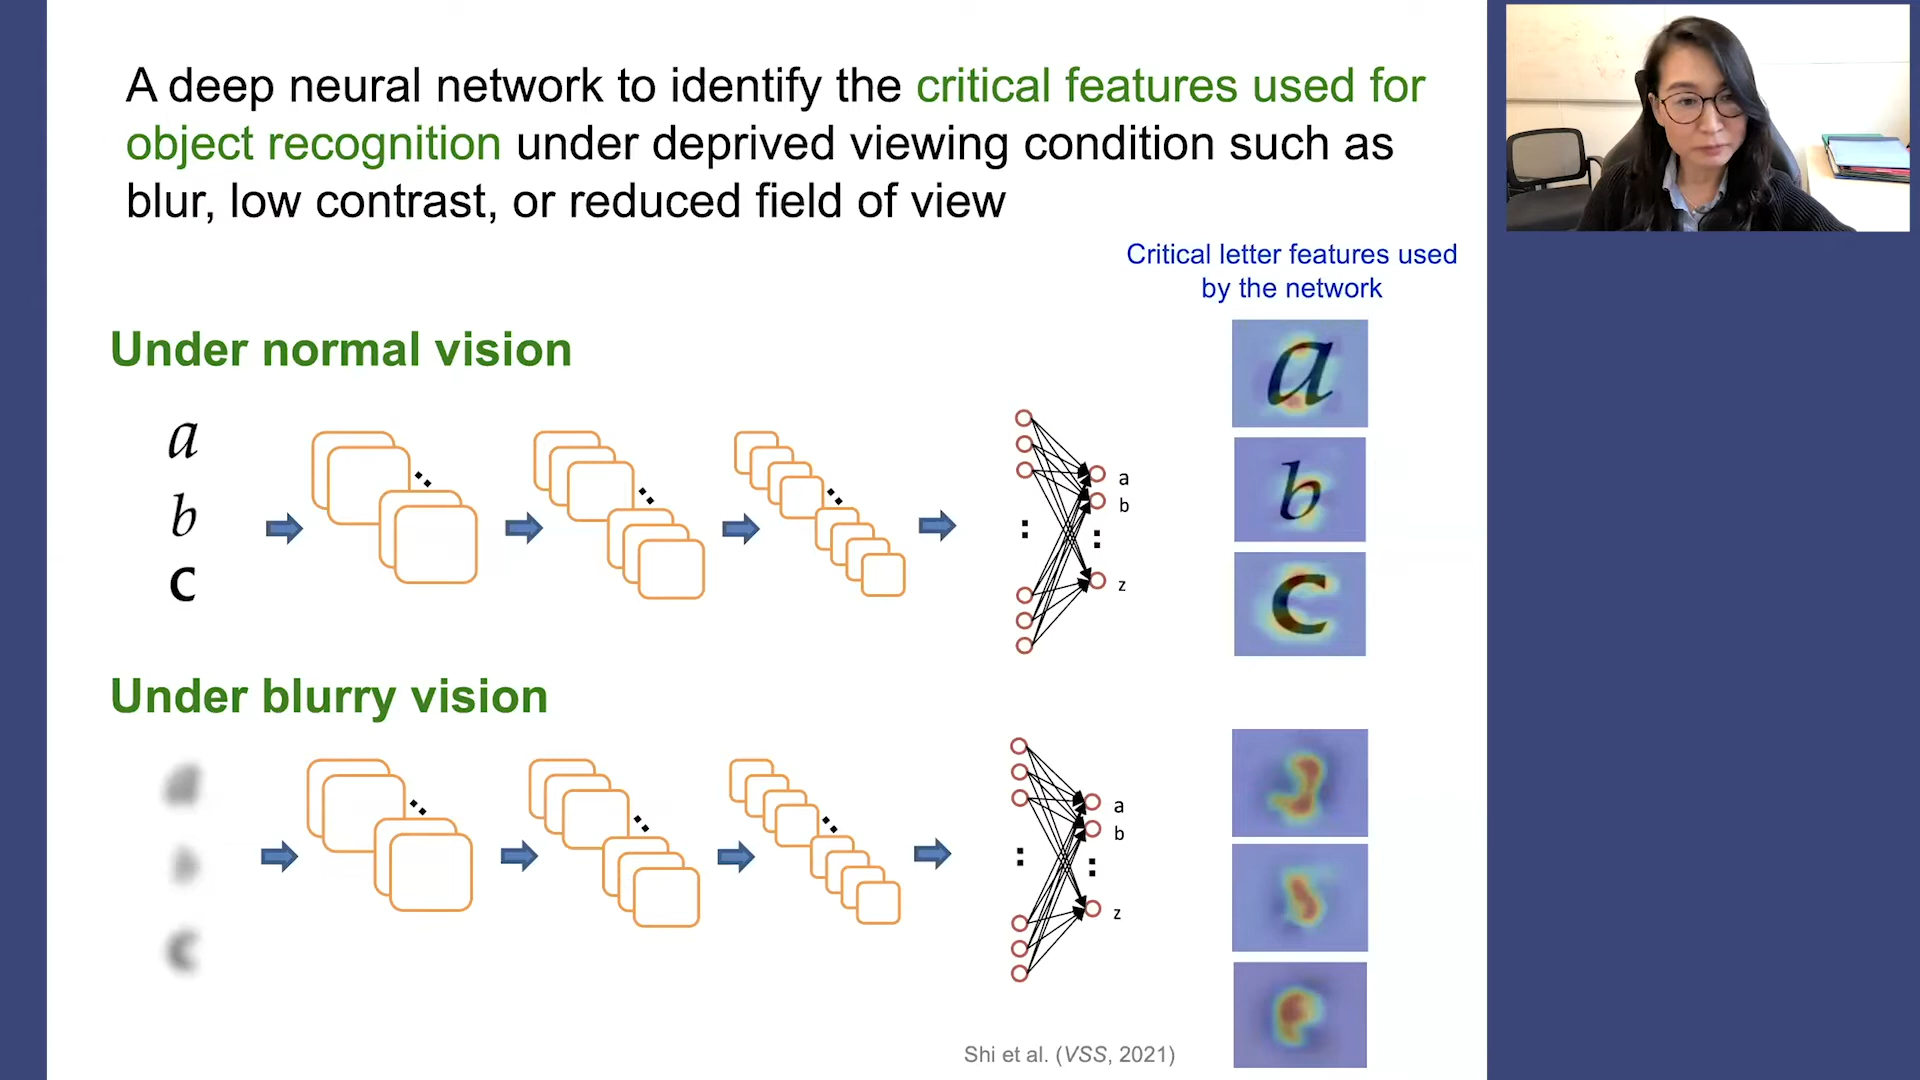 A deep neural network to identify the critical features used for
object recognition under deprived viewing condition such as
blur, low contrast, or reduced field of view
Critical letter features used
by the network
Under normal vision
a
b
c
a
b
z
a
b
c
Under blurry vision
a
b
c
a
b
z
Shi et al. (VSS, 2021)